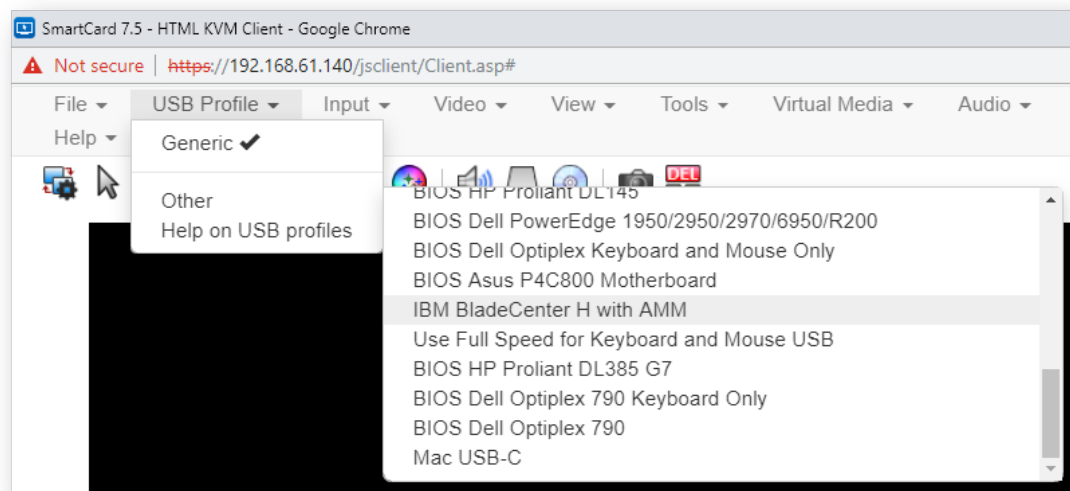 SmartCard 7.5 - HTML KVM Client - Google Chrome
Not secure | https://192.168.61.140/jsclient/Client.asp#
File USB Profile Input Video View Tools Virtual Media Audio
Help
Generic
Other
Help on USB profiles
DEL
BIOS HP Proliant DL145
BIOS Dell PowerEdge 1950/2950/2970/6950/R200
BIOS Dell Optiplex Keyboard and Mouse Only
BIOS Asus P4C800 Motherboard
IBM BladeCenter H with AMM
Use Full Speed for Keyboard and Mouse USB
BIOS HP Proliant DL385 G7
BIOS Dell Optiplex 790 Keyboard Only
BIOS Dell Optiplex 790
Mac USB-C